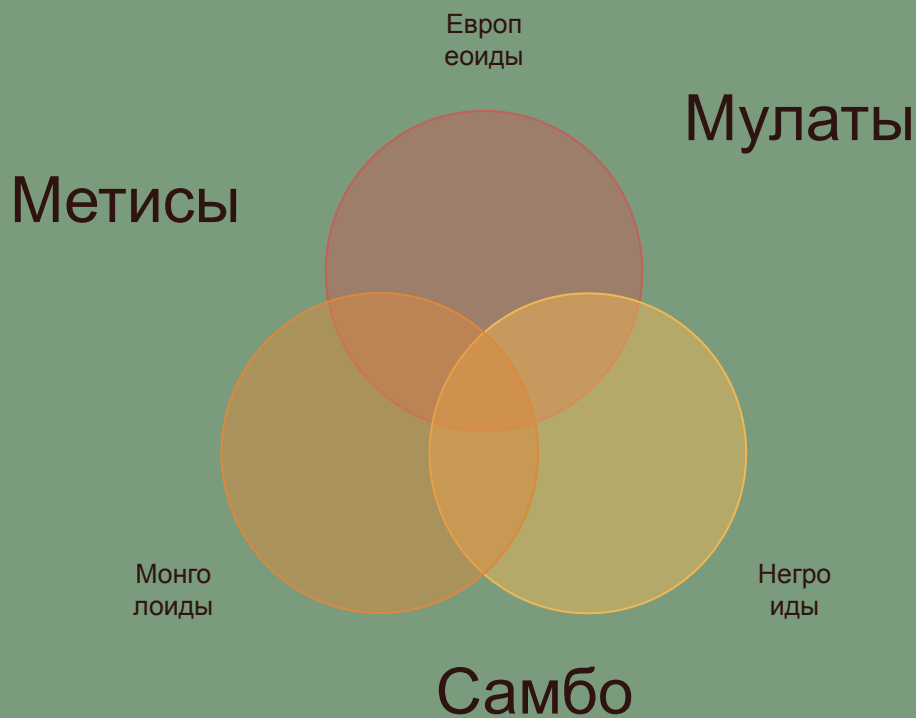 Европ
еоиды
Мулаты
Метисы
Монго
лоиды
Негро
иды
Самбо